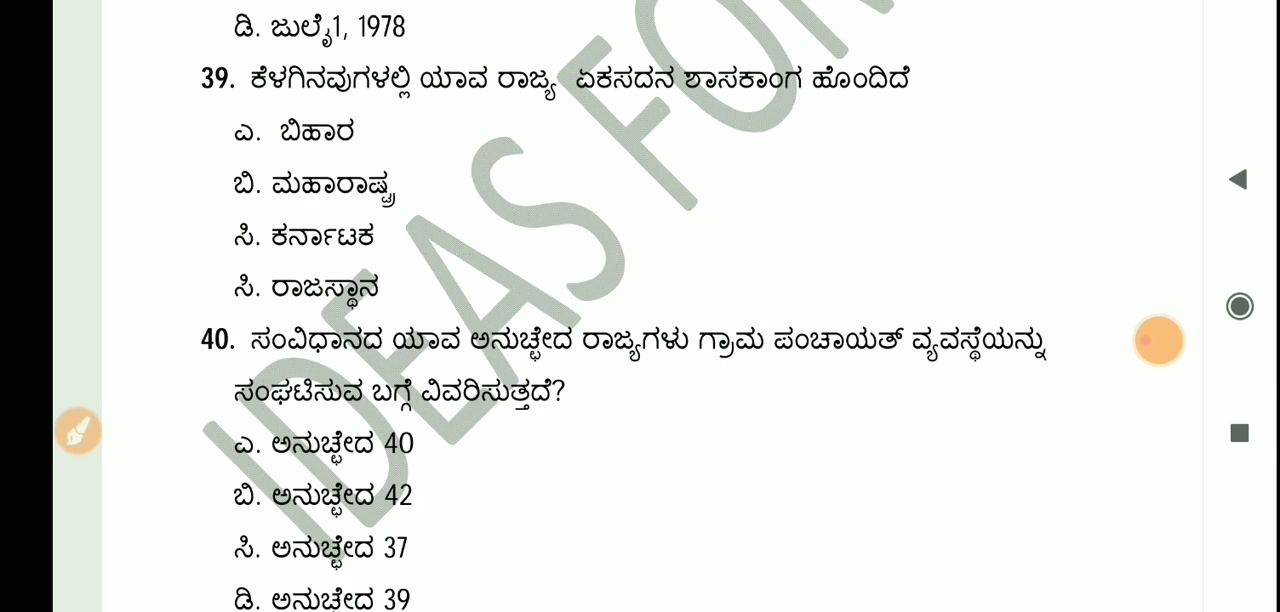 ಡಿ. ಜುಲೈ1, 1978
39. ಕೆಳಗಿನವುಗಳಲ್ಲಿ ಯಾವ ರಾಜ್ಯ ಏಕಸದನ ಶಾಸಕಾಂಗ ಹೊಂದಿದೆ
ಎ. ಬಿಹಾರ
ಬಿ. ಮಹಾರಾಷ್ಟ್ರ
ಸಿ. ಕರ್ನಾಟಕ
ಸಿ. ರಾಜಸ್ಥಾನ
40. ಸಂವಿಧಾನದ ಯಾವ ಅನುಚ್ಛೇದ ರಾಜ್ಯಗಳು ಗ್ರಾಮ ಪಂಚಾಯತ್ ವ್ಯವಸ್ಥೆಯನ್ನು
ಸಂಘಟಿಸುವ ಬಗ್ಗೆ ವಿವರಿಸುತ್ತದೆ?
ಎ. ಅನುಚ್ಛೇದ 40
ಬಿ. ಅನುಚ್ಛೇದ 42
ಸಿ. ಅನುಚ್ಛೇದ 37
ಡಿ. ಅನುಚ್ಛೇದ 39
IDEAS FOR